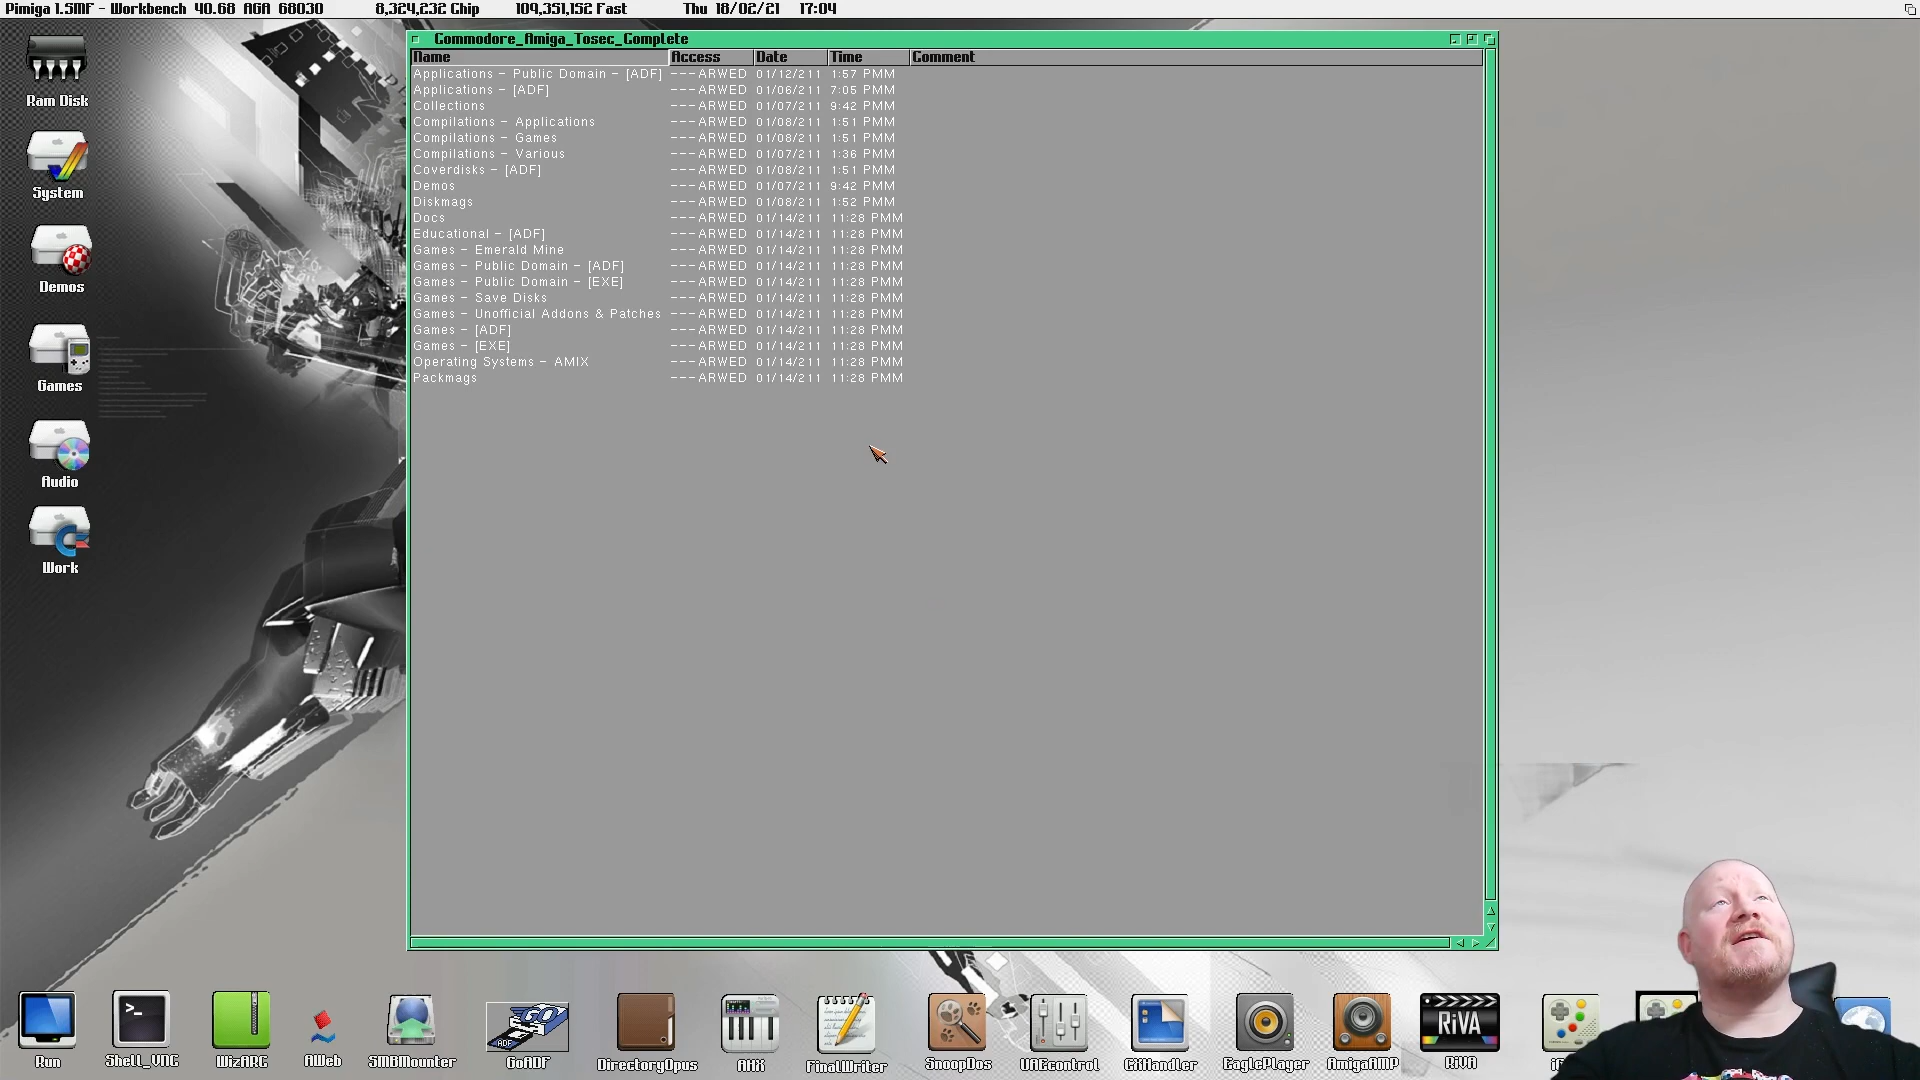 Pimiga 1.5MF - Workbench 40.68 AGA 68030 8,324,232 Chip 109,351,152 Fast Thu 18/02/21 17:04
Commodore_Amiga_Tosec_Complete
Name Access Date Time Comment
Applications - Public Domain - [ADF] ---ARWED 01/12/211 1:57 PMM
Applications - [ADF] ---ARWED 01/06/211 7:05 PMM
Collections ---ARWED 01/07/211 9:42 PMM
Compilations - Applications ---ARWED 01/08/211 1:51 PMM
Compilations - Games ---ARWED 01/08/211 1:51 PMM
Compilations - Various ---ARWED 01/07/211 1:36 PMM
Coverdisks - [ADF] ---ARWED 01/08/211 1:51 PMM
Demos ---ARWED 01/07/211 9:42 PMM
Diskmags ---ARWED 01/08/211 1:52 PMM
Docs ---ARWED 01/14/211 11:28 PMM
Educational - [ADF] ---ARWED 01/14/211 11:28 PMM
Games - Emerald Mine ---ARWED 01/14/211 11:28 PMM
Games - Public Domain - [ADF] ---ARWED 01/14/211 11:28 PMM
Games - Public Domain - [EXE] ---ARWED 01/14/211 11:28 PMM
Games - Save Disks ---ARWED 01/14/211 11:28 PMM
Games - Unofficial Addons & Patches ---ARWED 01/14/211 11:28 PMM
Games - [ADF] ---ARWED 01/14/211 11:28 PMM
Games - [EXE] ---ARWED 01/14/211 11:28 PMM
Operating Systems - AMIX ---ARWED 01/14/211 11:28 PMM
Packmags ---ARWED 01/14/211 11:28 PMM
Ram Disk
System
Demos
Games
Audio
Work
>_
GO
ADF
RiVA
Run Shell_VNC WizARC AWeb SMBMounter GoADF DirectoryOpus AHX FinalWriter SnoopDos UAEcontrol GXHandler EaglePlayer AmigaAMP RiVA